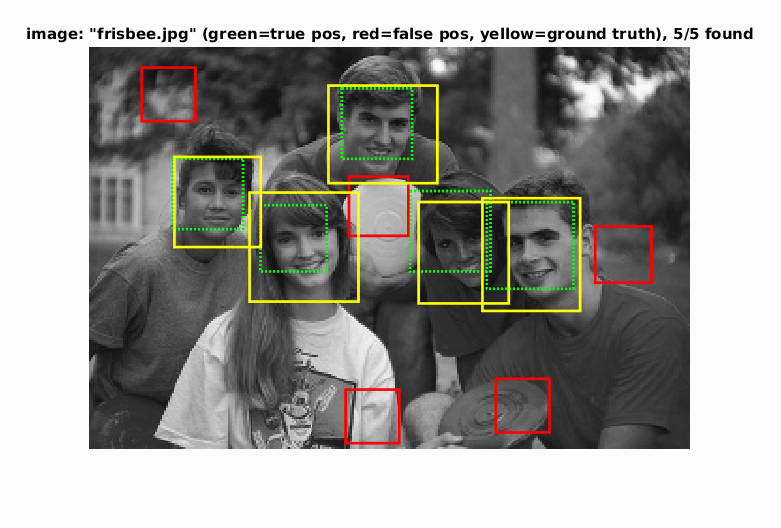 image: "frisbee.jpg" (green=true pos, red=false pos, yellow=ground truth), 5/5 found